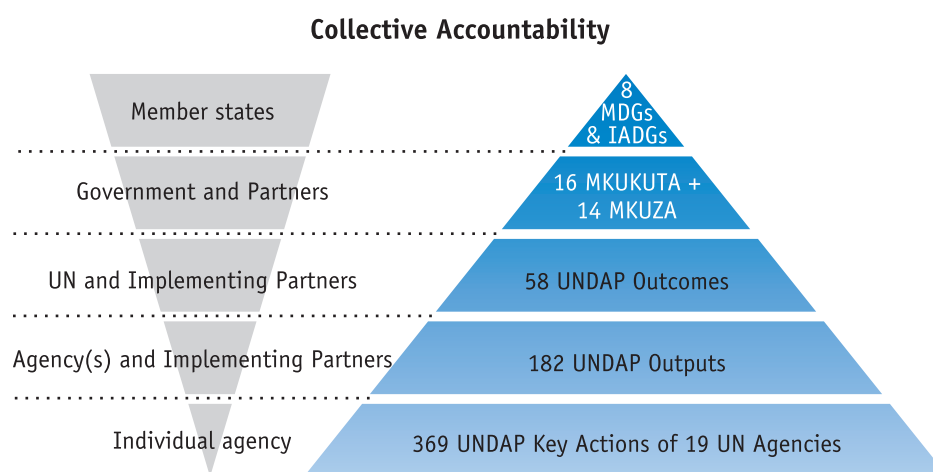 Collective Accountability
Member states
8
MDGs
& IADGs
Government and Partners
16 MKUKUTA +
14 MKUZA
UN and Implementing Partners
58 UNDAP Outcomes
Agency(s) and Implementing Partners
182 UNDAP Outputs
Individual agency
369 UNDAP Key Actions of 19 UN Agencies